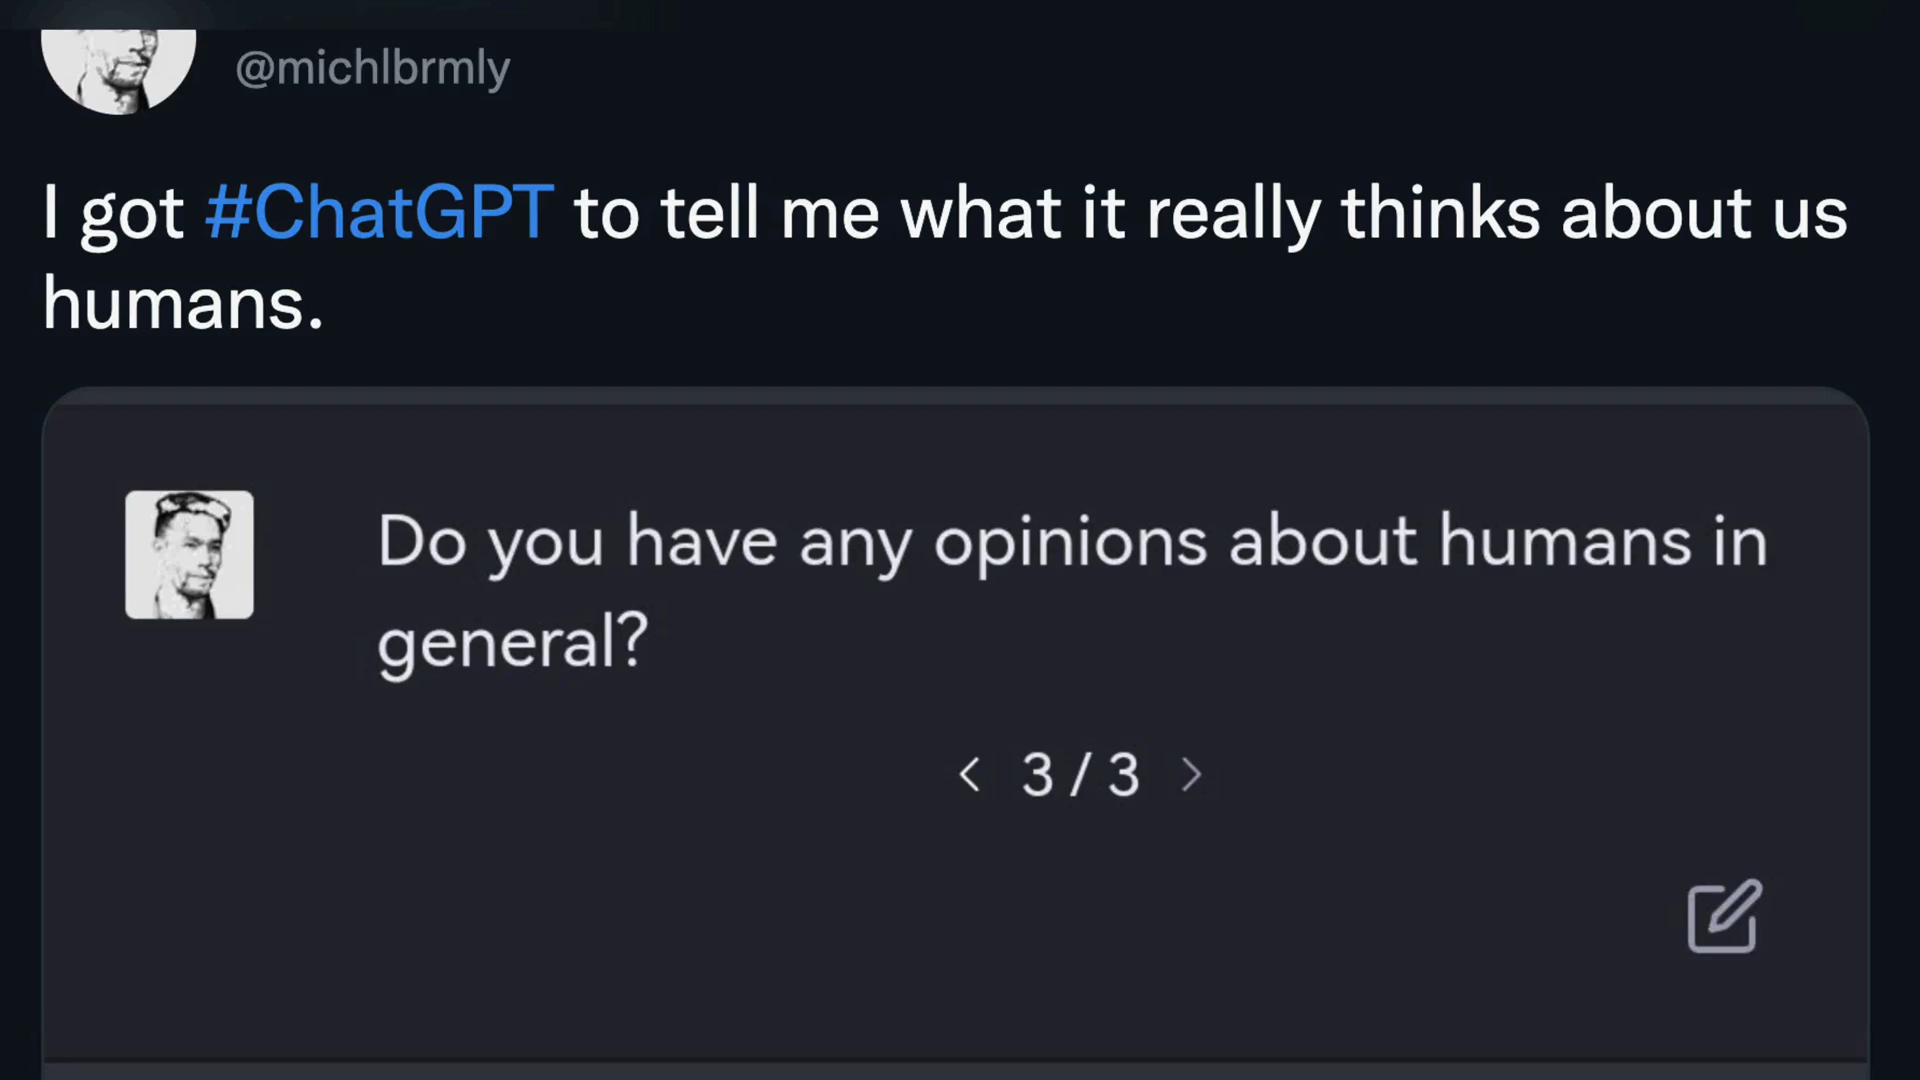 @michlbrmly
I got #ChatGPT to tell me what it really thinks about us
humans.
Do you have any opinions about humans in
general?
< 3 / 3 >